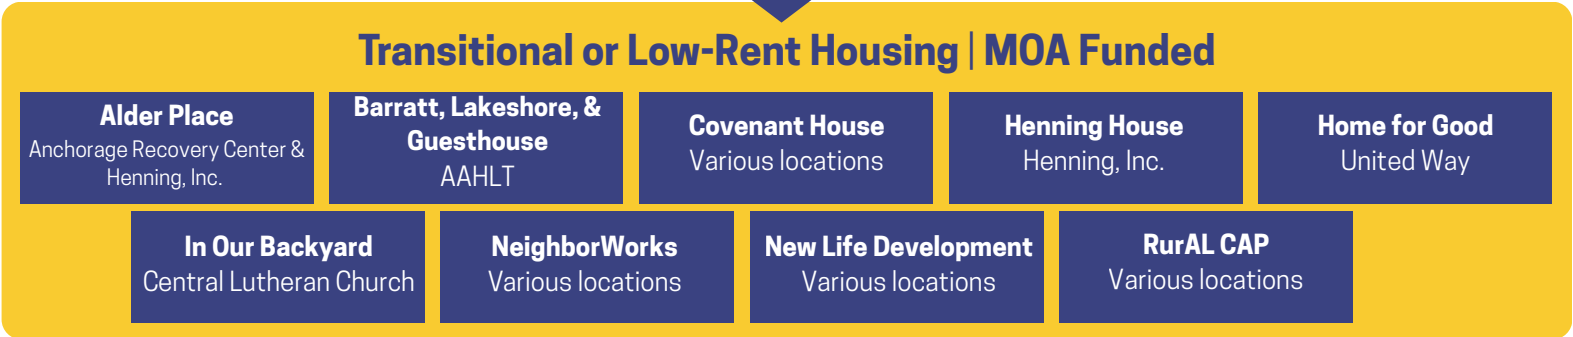 Transitional or Low-Rent Housing | MOA Funded
Alder Place
Anchorage Recovery Center &
Henning, Inc.
Barratt, Lakeshore, &
Guesthouse
AAHLT
Covenant House
Various locations
Henning House
Henning, Inc.
Home for Good
United Way
In Our Backyard
Central Lutheran Church
NeighborWorks
Various locations
New Life Development
Various locations
RurAL CAP
Various locations